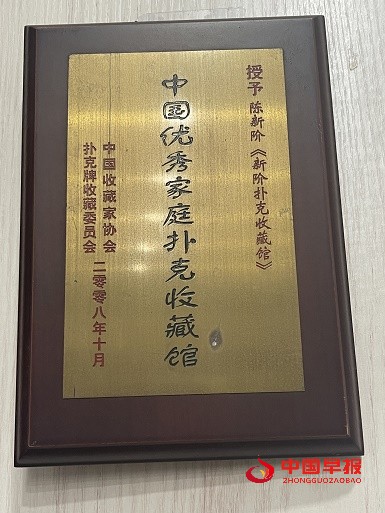 授予 陈新阶《新阶扑克收藏馆》
中国优秀家庭扑克收藏馆
中国收藏家协会
扑克牌收藏委员会
二零零八年十月
中国早报
ZHONGGUOZAOBAO